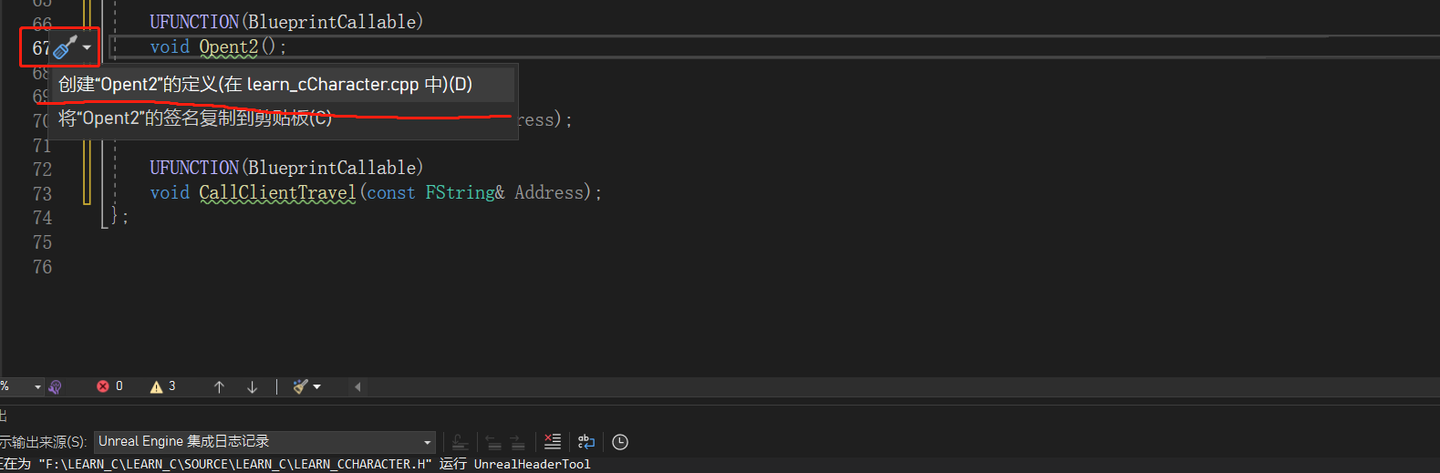 65
66 UFUNCTION(BlueprintCallable)
67 void Opent2();
68
创建“Opent2”的定义(在 learn_cCharacter.cpp 中)(D)
69
70 将“Opent2”的签名复制到剪贴板(C) ress);
71
72 UFUNCTION(BlueprintCallable)
73 void CallClientTravel(const FString& Address);
74 };
75
76
% 0 3
出
示输出来源(S): Unreal Engine 集成日志记录
正在为 "F:\LEARN_C\LEARN_C\SOURCE\LEARN_C\LEARN_CCHARACTER.H" 运行 UnrealHeaderTool